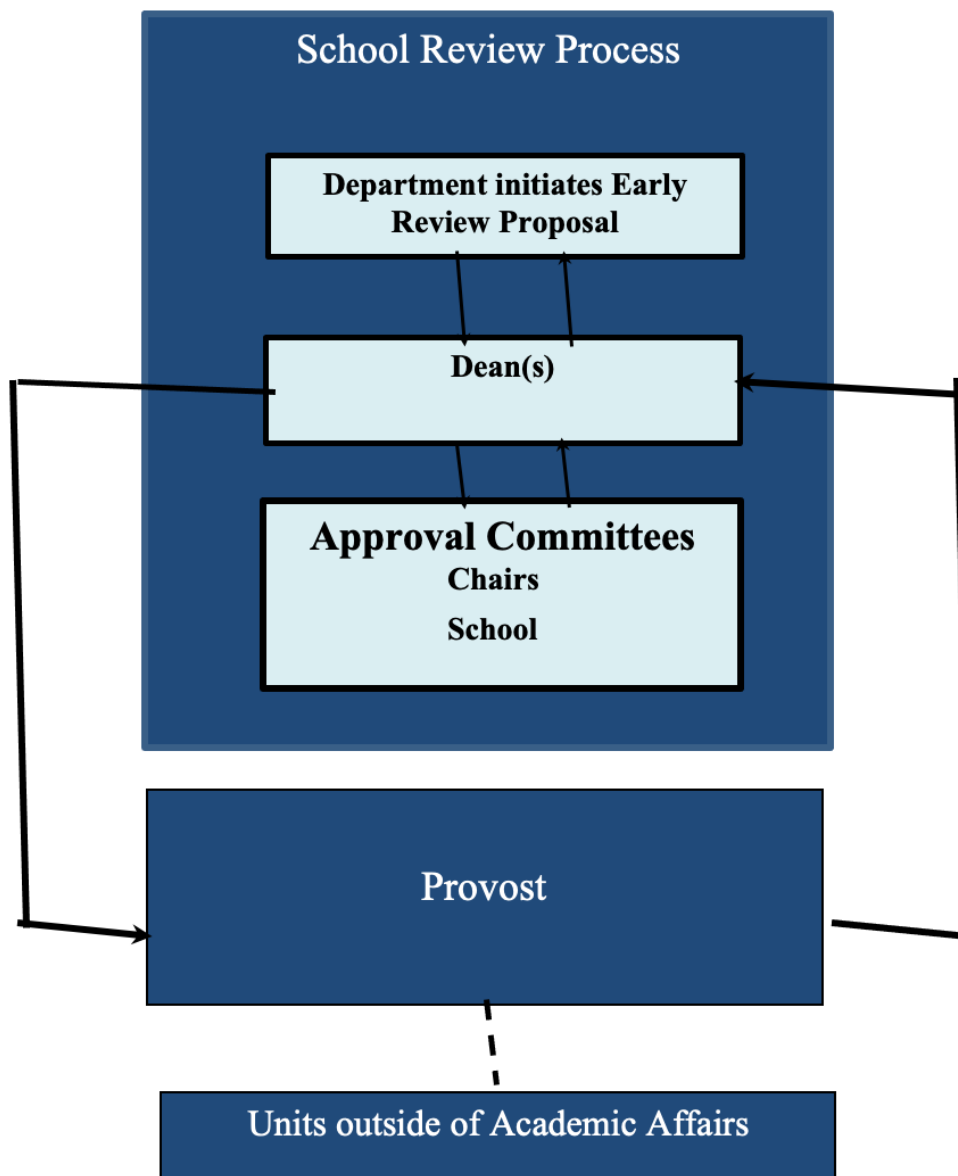 School Review Process
Department initiates Early
Review Proposal
Dean(s)
Approval Committees
Chairs
School
Provost
Units outside of Academic Affairs